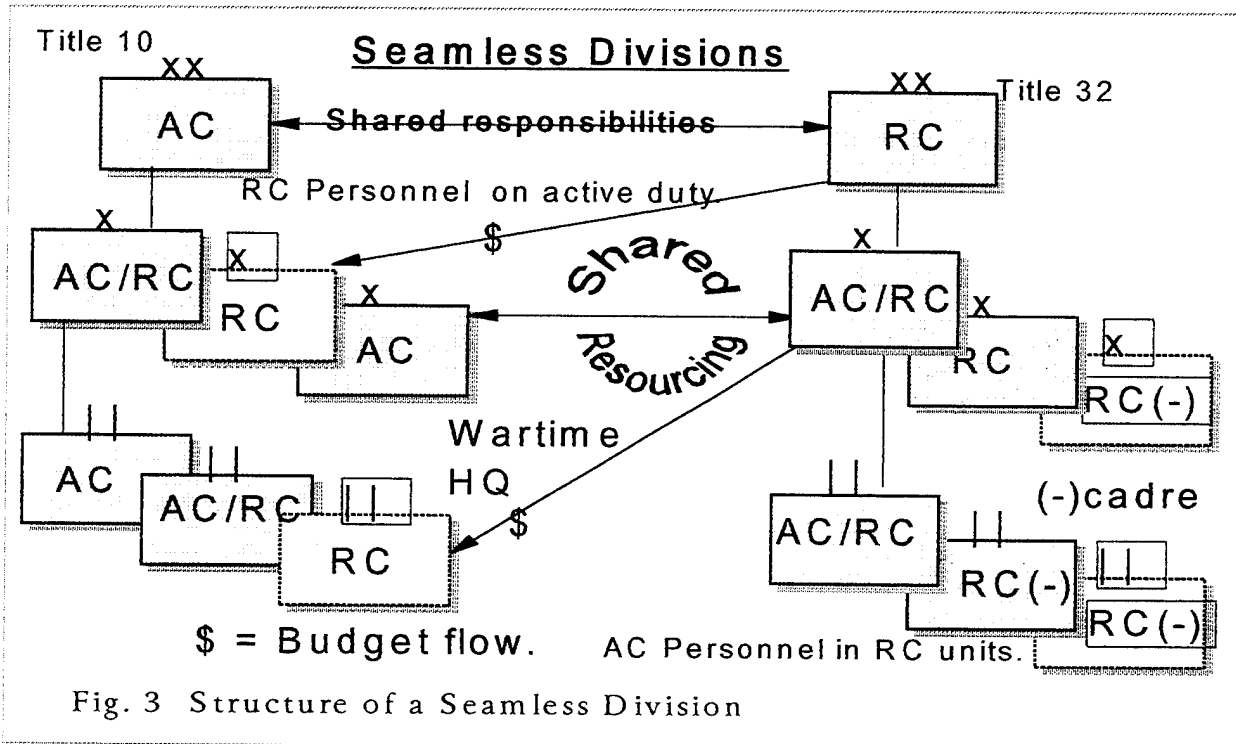 Title 10
Seamless Divisions
XX
XX
Title 32
AC
Shared responsibilities
RC
RC Personnel on active duty.
X
$
X
AC/RC
X
RC
X
AC
Shared
Resourcing
AC/RC
X
RC
X
RC(-)
||
AC
||
AC/RC
||
RC
Wartime
HQ
$
||
AC/RC
||
RC(-)
(-)cadre
||
RC(-)
$ = Budget flow.
AC Personnel in RC units.
Fig. 3 Structure of a Seamless Division